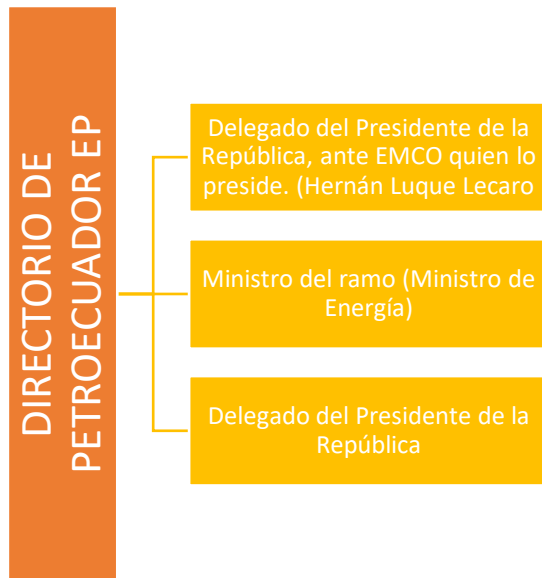 DIRECTORIO DE
PETROECUADOR EP
Delegado del Presidente de la
República, ante EMCO quien lo
preside. (Hernán Luque Lecaro
Ministro del ramo (Ministro de
Energía)
Delegado del Presidente de la
República